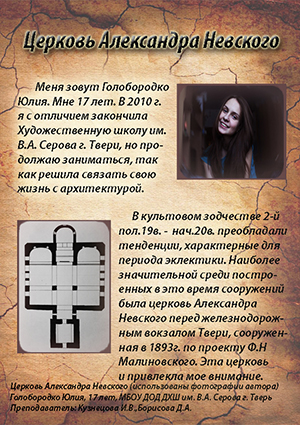 Церковь Александра Невского
Меня зовут Голобородко
Юлия. Мне 17 лет. В 2010 г.
я с отличием закончила
Художественную школу им.
В.А. Серова г. Твери, но про-
должаю заниматься, так
как решила связать свою
жизнь с архитектурой.
В культовом зодчестве 2-й
пол.19в. - нач.20в. преобладали
тенденции, характерные для
периода эклектики. Наиболее
значительной среди постро-
енных в это время сооружений
была церковь Александра
Невского перед железнодорож-
ным вокзалом Твери, сооружен-
ная в 1893г. по проекту Ф.Н
Малиновского. Эта церковь
и привлекла мое внимание.
Церковь Александра Невского (использованы фотографии автора)
Голобородко Юлия, 17 лет, МБОУ ДОД ДХШ им. В.А. Серова г. Тверь
Преподаватель: Кузнецова И.В., Борисова Д.А.